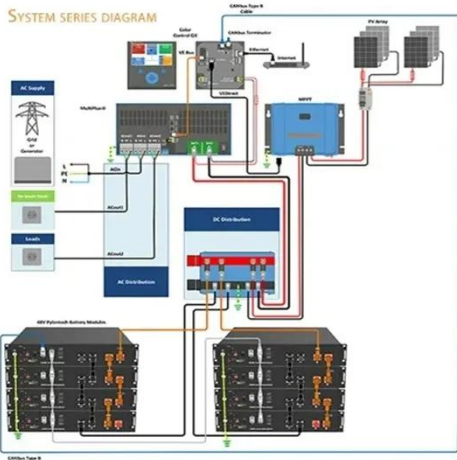 SYSTEM SERIES DIAGRAM
CANbus Type B
Cable
Color
Control GX
CANbus Terminator
PV Array
VE.Bus
Ethernet
Internet
AC Supply
VE.Direct
MPPT
MultiPlus-II
Grid
or
Generator
L
PE
N
ACin
ACout1
Loads
DC Distribution
ACout2
AC Distribution
48V Pylontech Battery Modules
CANbus Type B